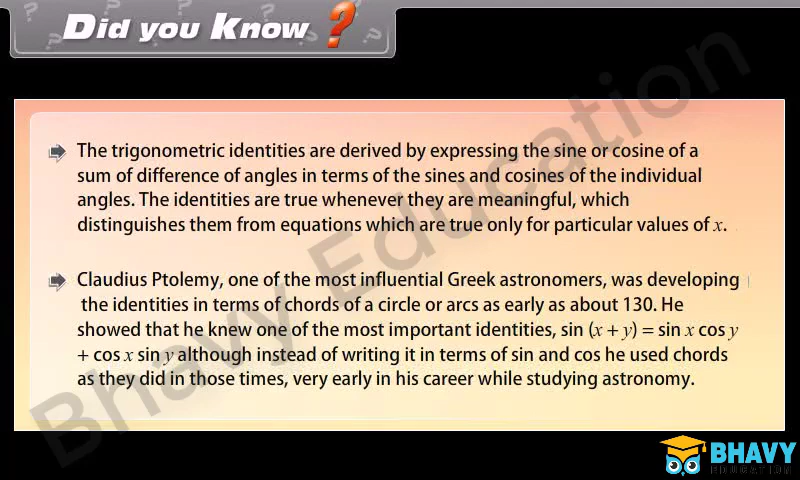 Did you Know ?
The trigonometric identities are derived by expressing the sine or cosine of a
sum of difference of angles in terms of the sines and cosines of the individual
angles. The identities are true whenever they are meaningful, which
distinguishes them from equations which are true only for particular values of x.
Claudius Ptolemy, one of the most influential Greek astronomers, was developing
the identities in terms of chords of a circle or arcs as early as about 130. He
showed that he knew one of the most important identities, sin (x + y) = sin x cos y
+ cos x sin y although instead of writing it in terms of sin and cos he used chords
as they did in those times, very early in his career while studying astronomy.
Bhavy Education
BHAVY
EDUCATION